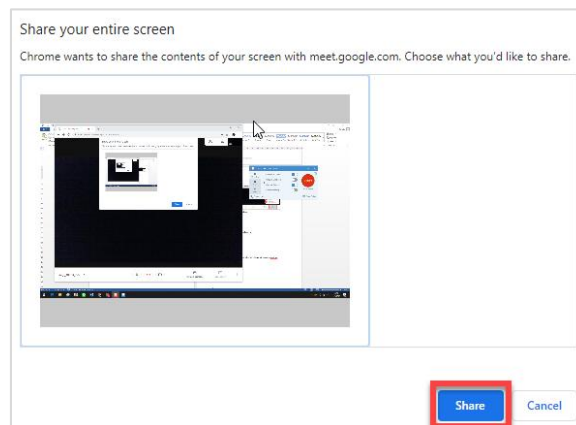 Share your entire screen
Chrome wants to share the contents of your screen with meet.google.com. Choose what you'd like to share.
Share
Cancel